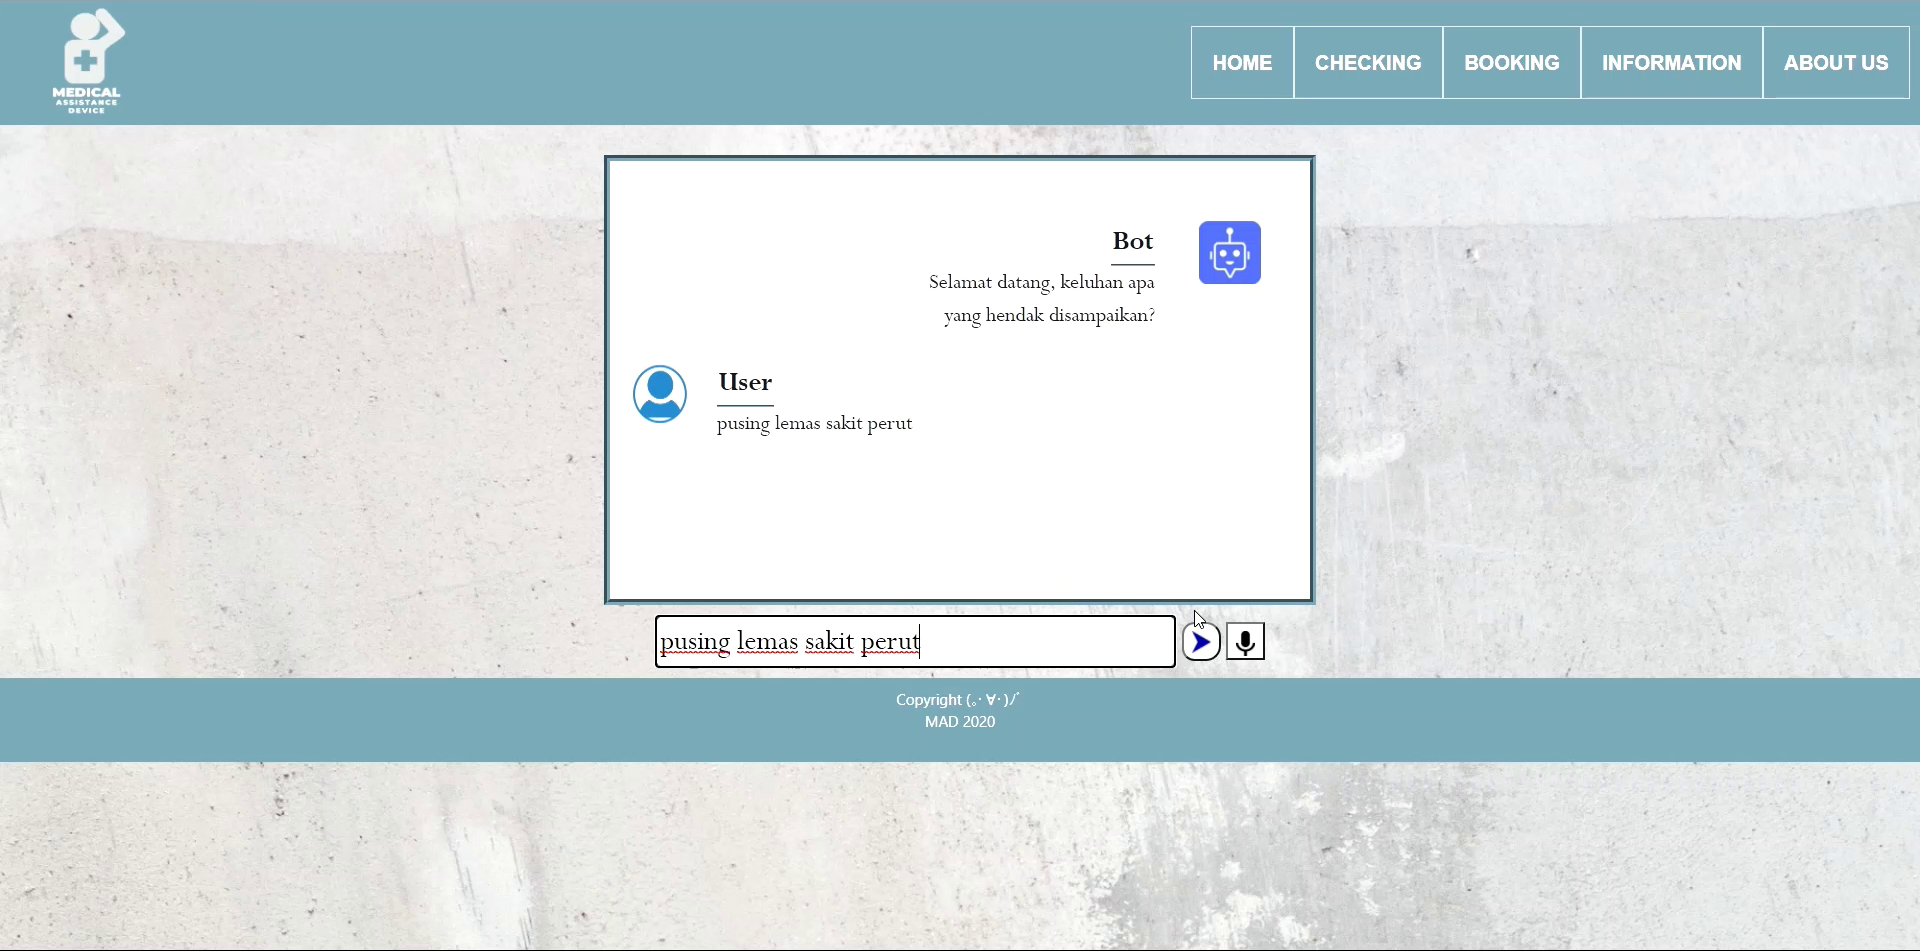 MEDICAL
ASSISTANCE
DEVICE
HOME
CHECKING
BOOKING
INFORMATION
ABOUT US
Bot
Selamat datang, keluhan apa
yang hendak disampaikan?
User
pusing lemas sakit perut
pusing lemas sakit perut
Copyright (｡･∀･)ﾉﾞ
MAD 2020